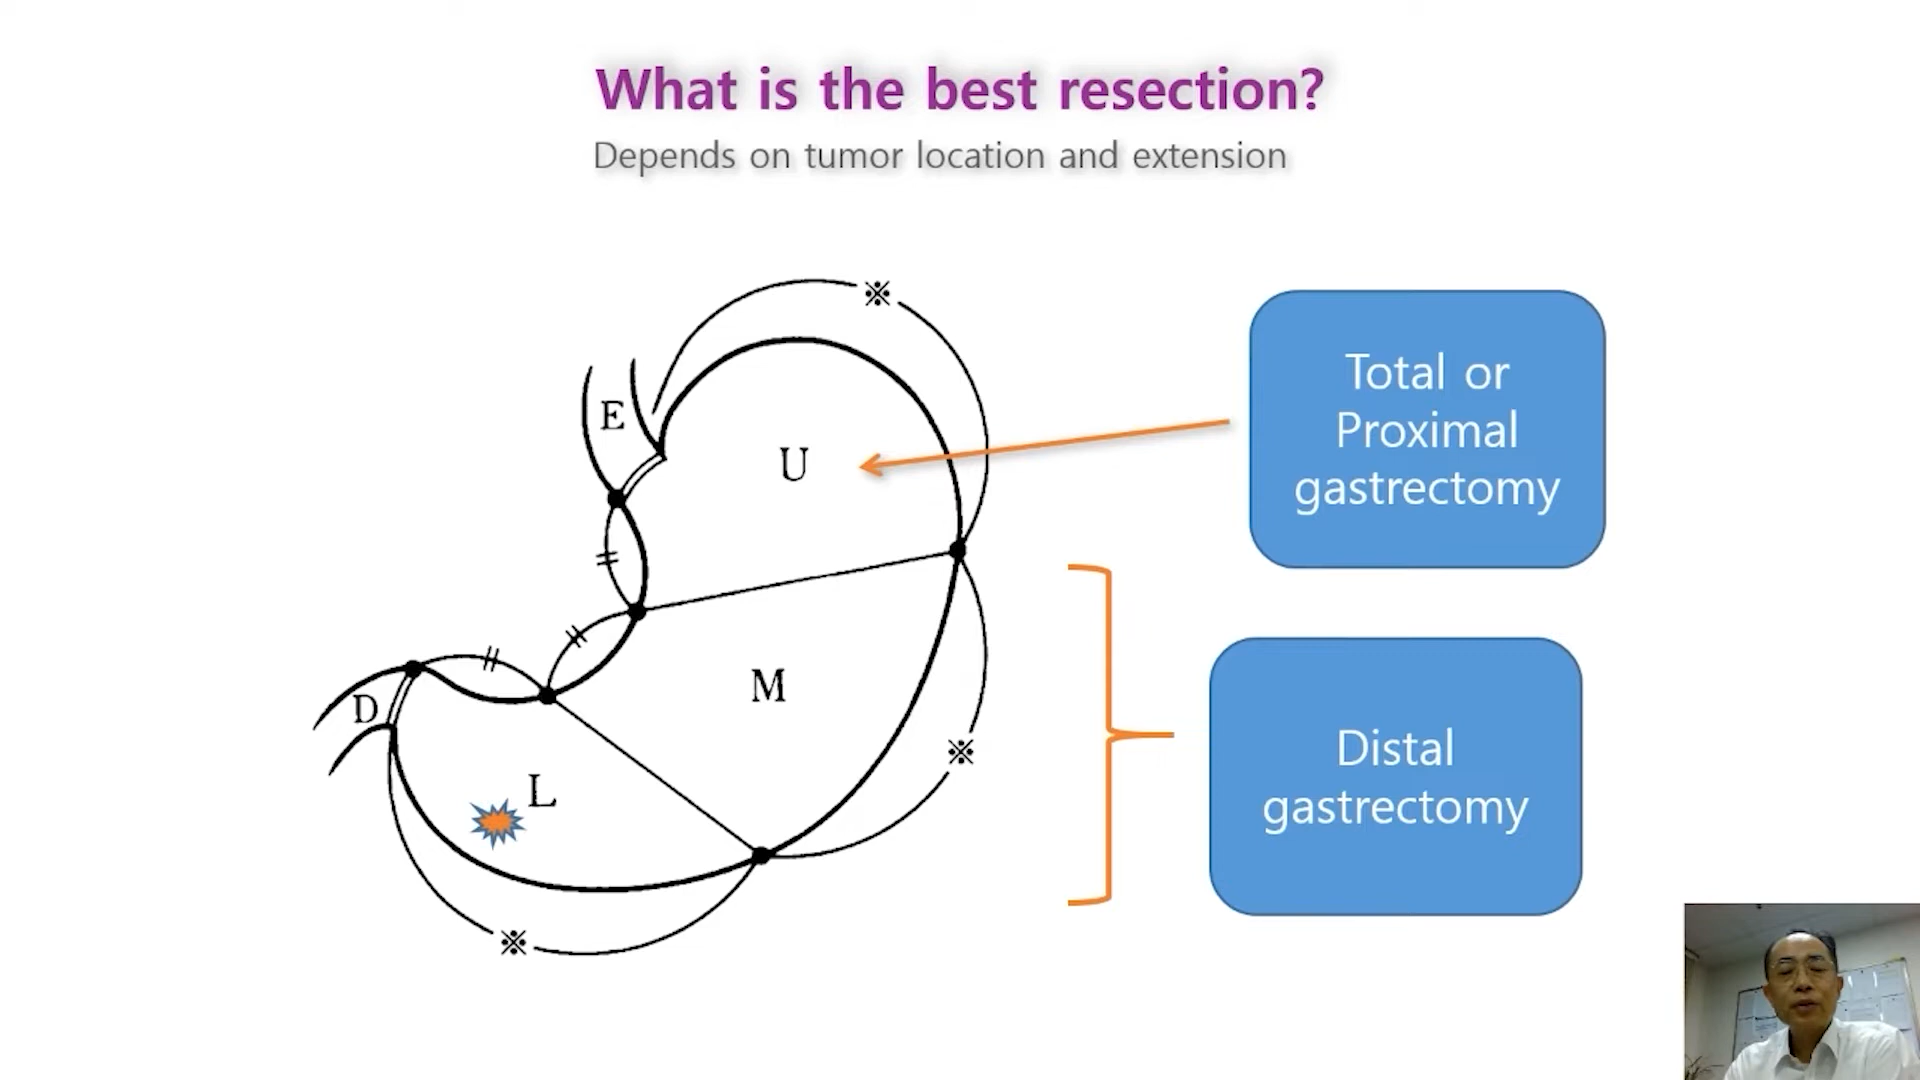 What is the best resection?
Depends on tumor location and extension
※
E
U
Total or
Proximal
gastrectomy
M
D
※
L
Distal
gastrectomy
※